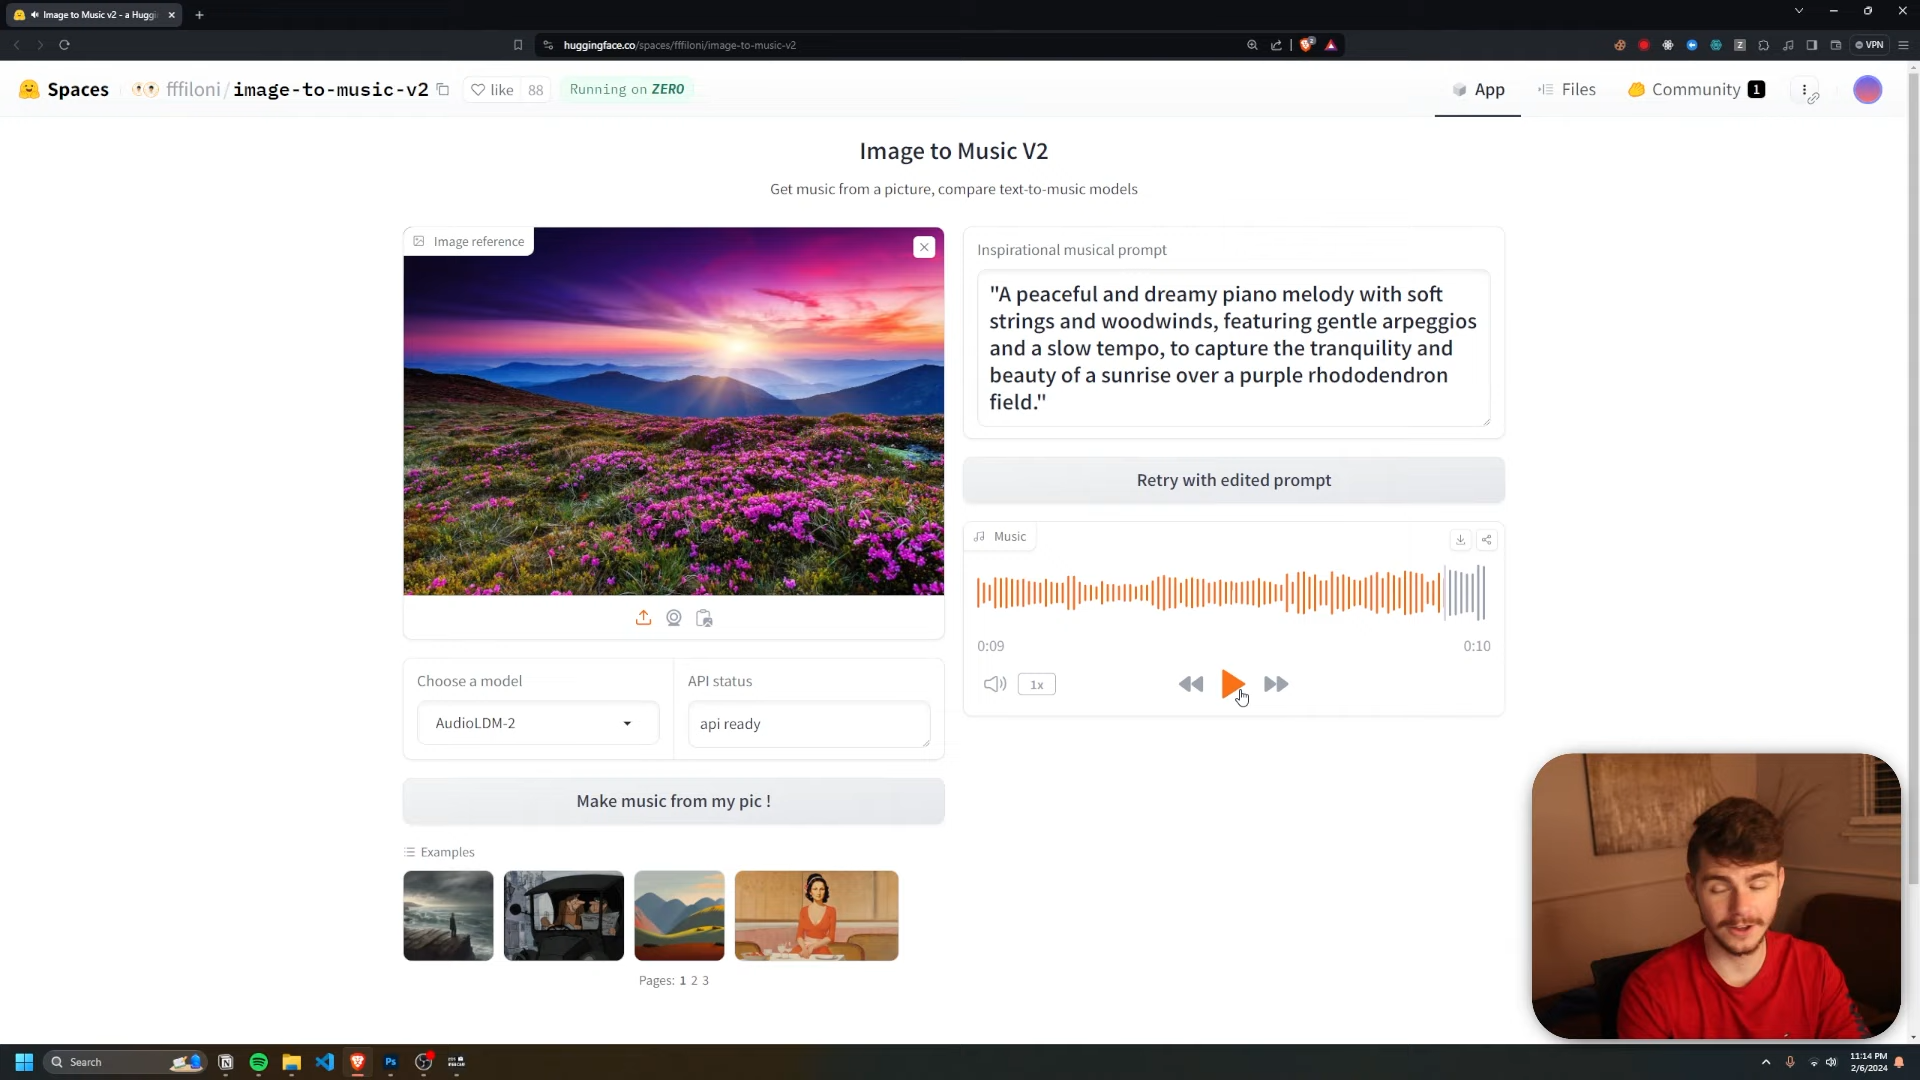 Image to Music v2 - a Huggi
huggingface.co/spaces/fffiloni/image-to-music-v2
2
VPN
Spaces
fffiloni/image-to-music-v2
like 88
Running on ZERO
App
Files
Community 1
Image to Music V2
Get music from a picture, compare text-to-music models
Image reference
Inspirational musical prompt
"A peaceful and dreamy piano melody with soft
strings and woodwinds, featuring gentle arpeggios
and a slow tempo, to capture the tranquility and
beauty of a sunrise over a purple rhododendron
field."
Retry with edited prompt
Music
0:09
0:10
1x
Choose a model
AudioLDM-2
API status
api ready
Make music from my pic !
Examples
Pages: 1 2 3
Search
Ps
11:14 PM
2/6/2024